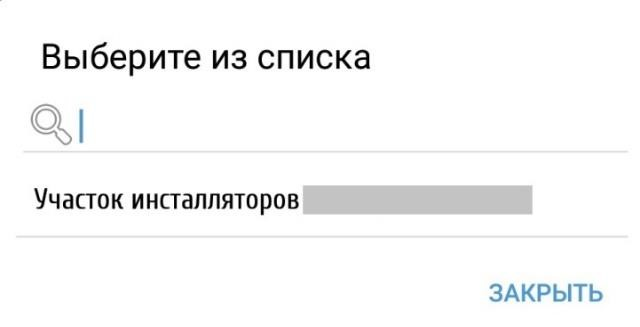 Выберите из списка
Участок инсталляторов
ЗАКРЫТЬ